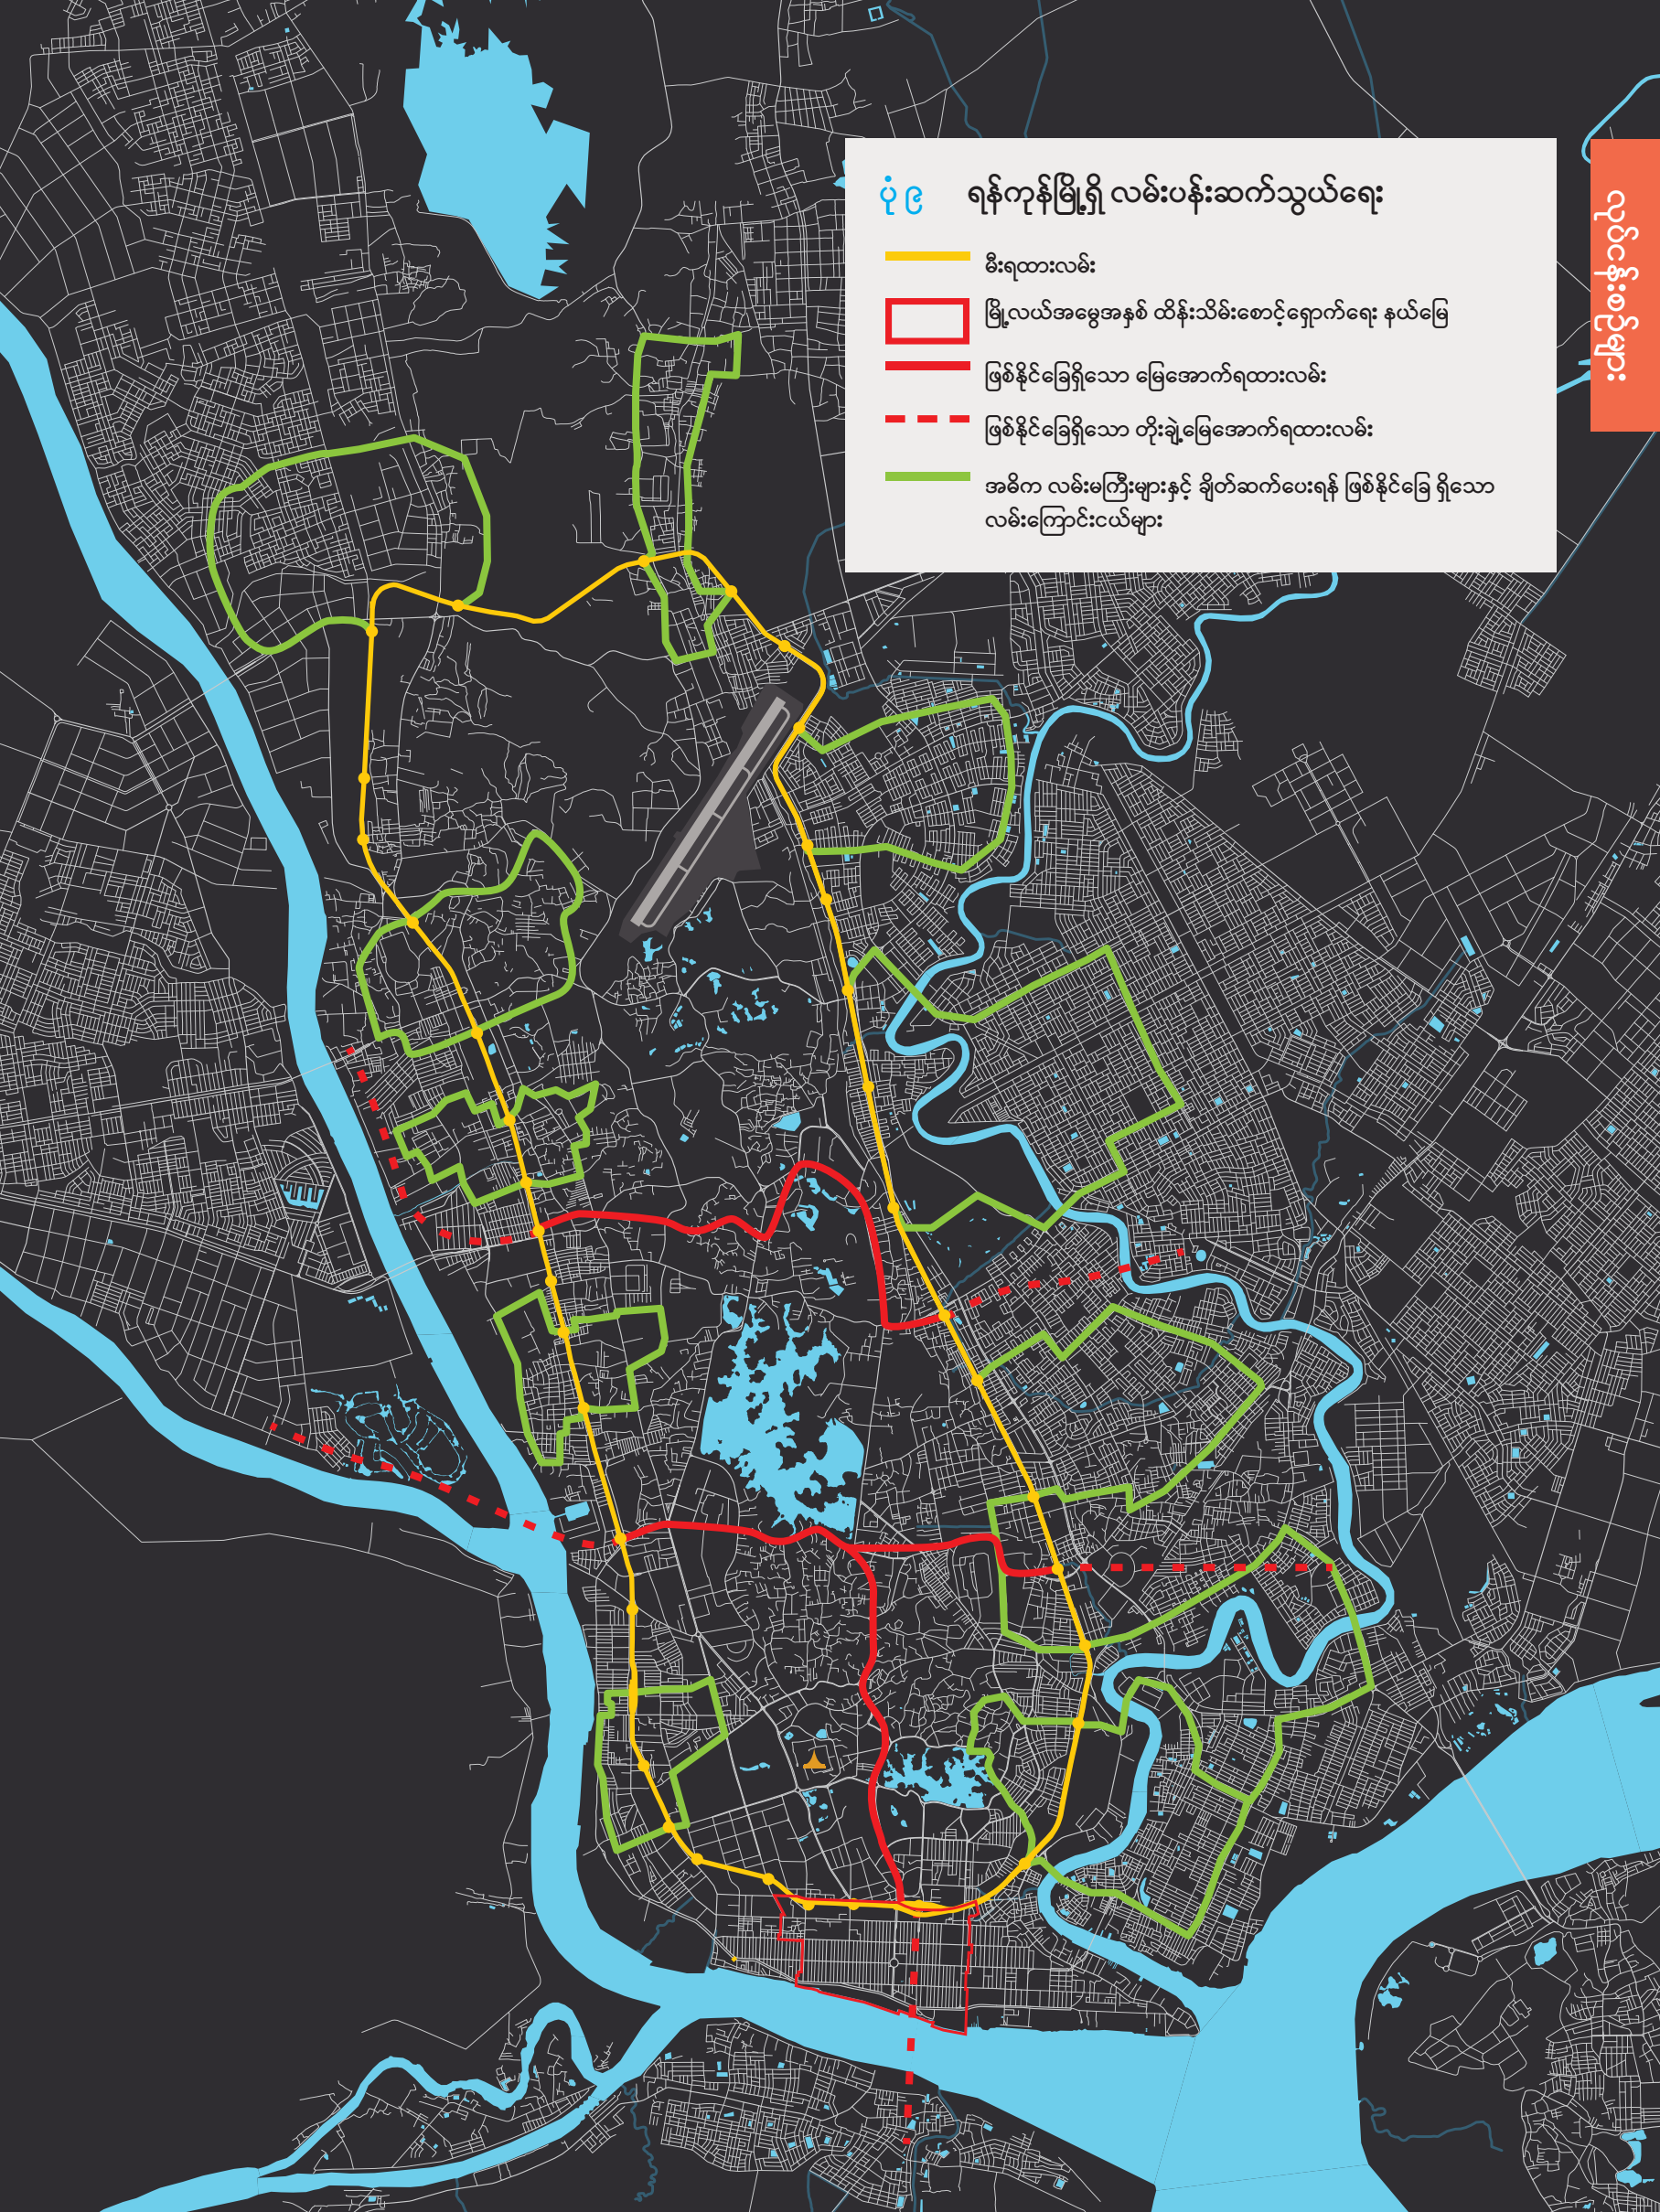 ပုံ ၉ ရန်ကုန်မြို့ရှိ လမ်းပန်းဆက်သွယ်ရေး
မီးရထားလမ်း
မြို့လယ်အမွေအနှစ် ထိန်းသိမ်းစောင့်ရှောက်ရေး နယ်မြေ
ဖြစ်နိုင်ခြေရှိသော မြေအောက်ရထားလမ်း
ဖြစ်နိုင်ခြေရှိသော တိုးချဲ့မြေအောက်ရထားလမ်း
အဓိက လမ်းမကြီးများနှင့် ချိတ်ဆက်ပေးရန် ဖြစ်နိုင်ခြေ ရှိသော
လမ်းကြောင်းငယ်များ
လုပ်ငန်းစဉ်ခြေပါး